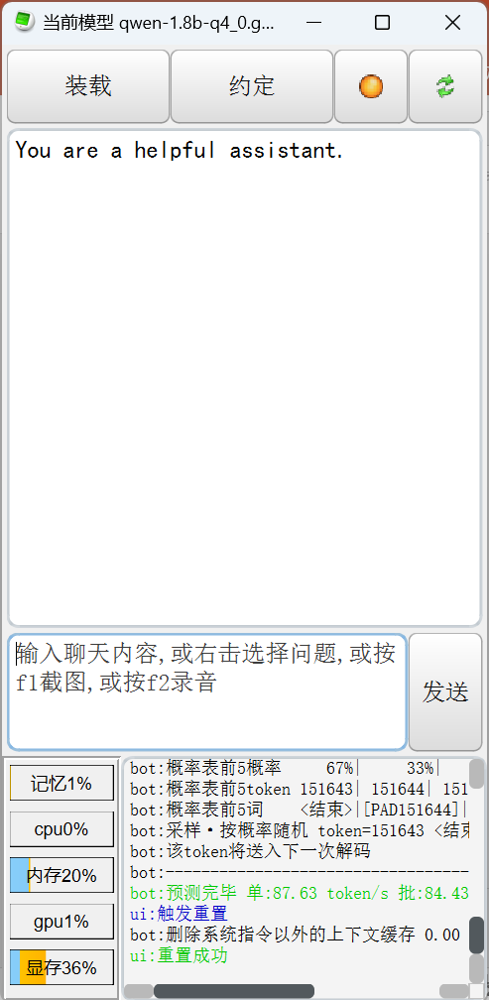 当前模型 qwen-1.8b-q4_0.g...
装载
约定
You are a helpful assistant.
输入聊天内容,或右击选择问题,或按
f1截图,或按f2录音
发送
记忆1%
cpu0%
内存20%
gpu1%
显存36%
bot:概率表前5概率 67%| 33%|
bot:概率表前5token 151643| 151644| 151
bot:概率表前5词 <结束>|[PAD151644]|
bot:采样·按概率随机 token=151643 <结束
bot:该token将送入下一次解码
bot:----------------------------------
bot:预测完毕 单:87.63 token/s 批:84.43
ui:触发重置
bot:删除系统指令以外的上下文缓存 0.00
ui:重置成功